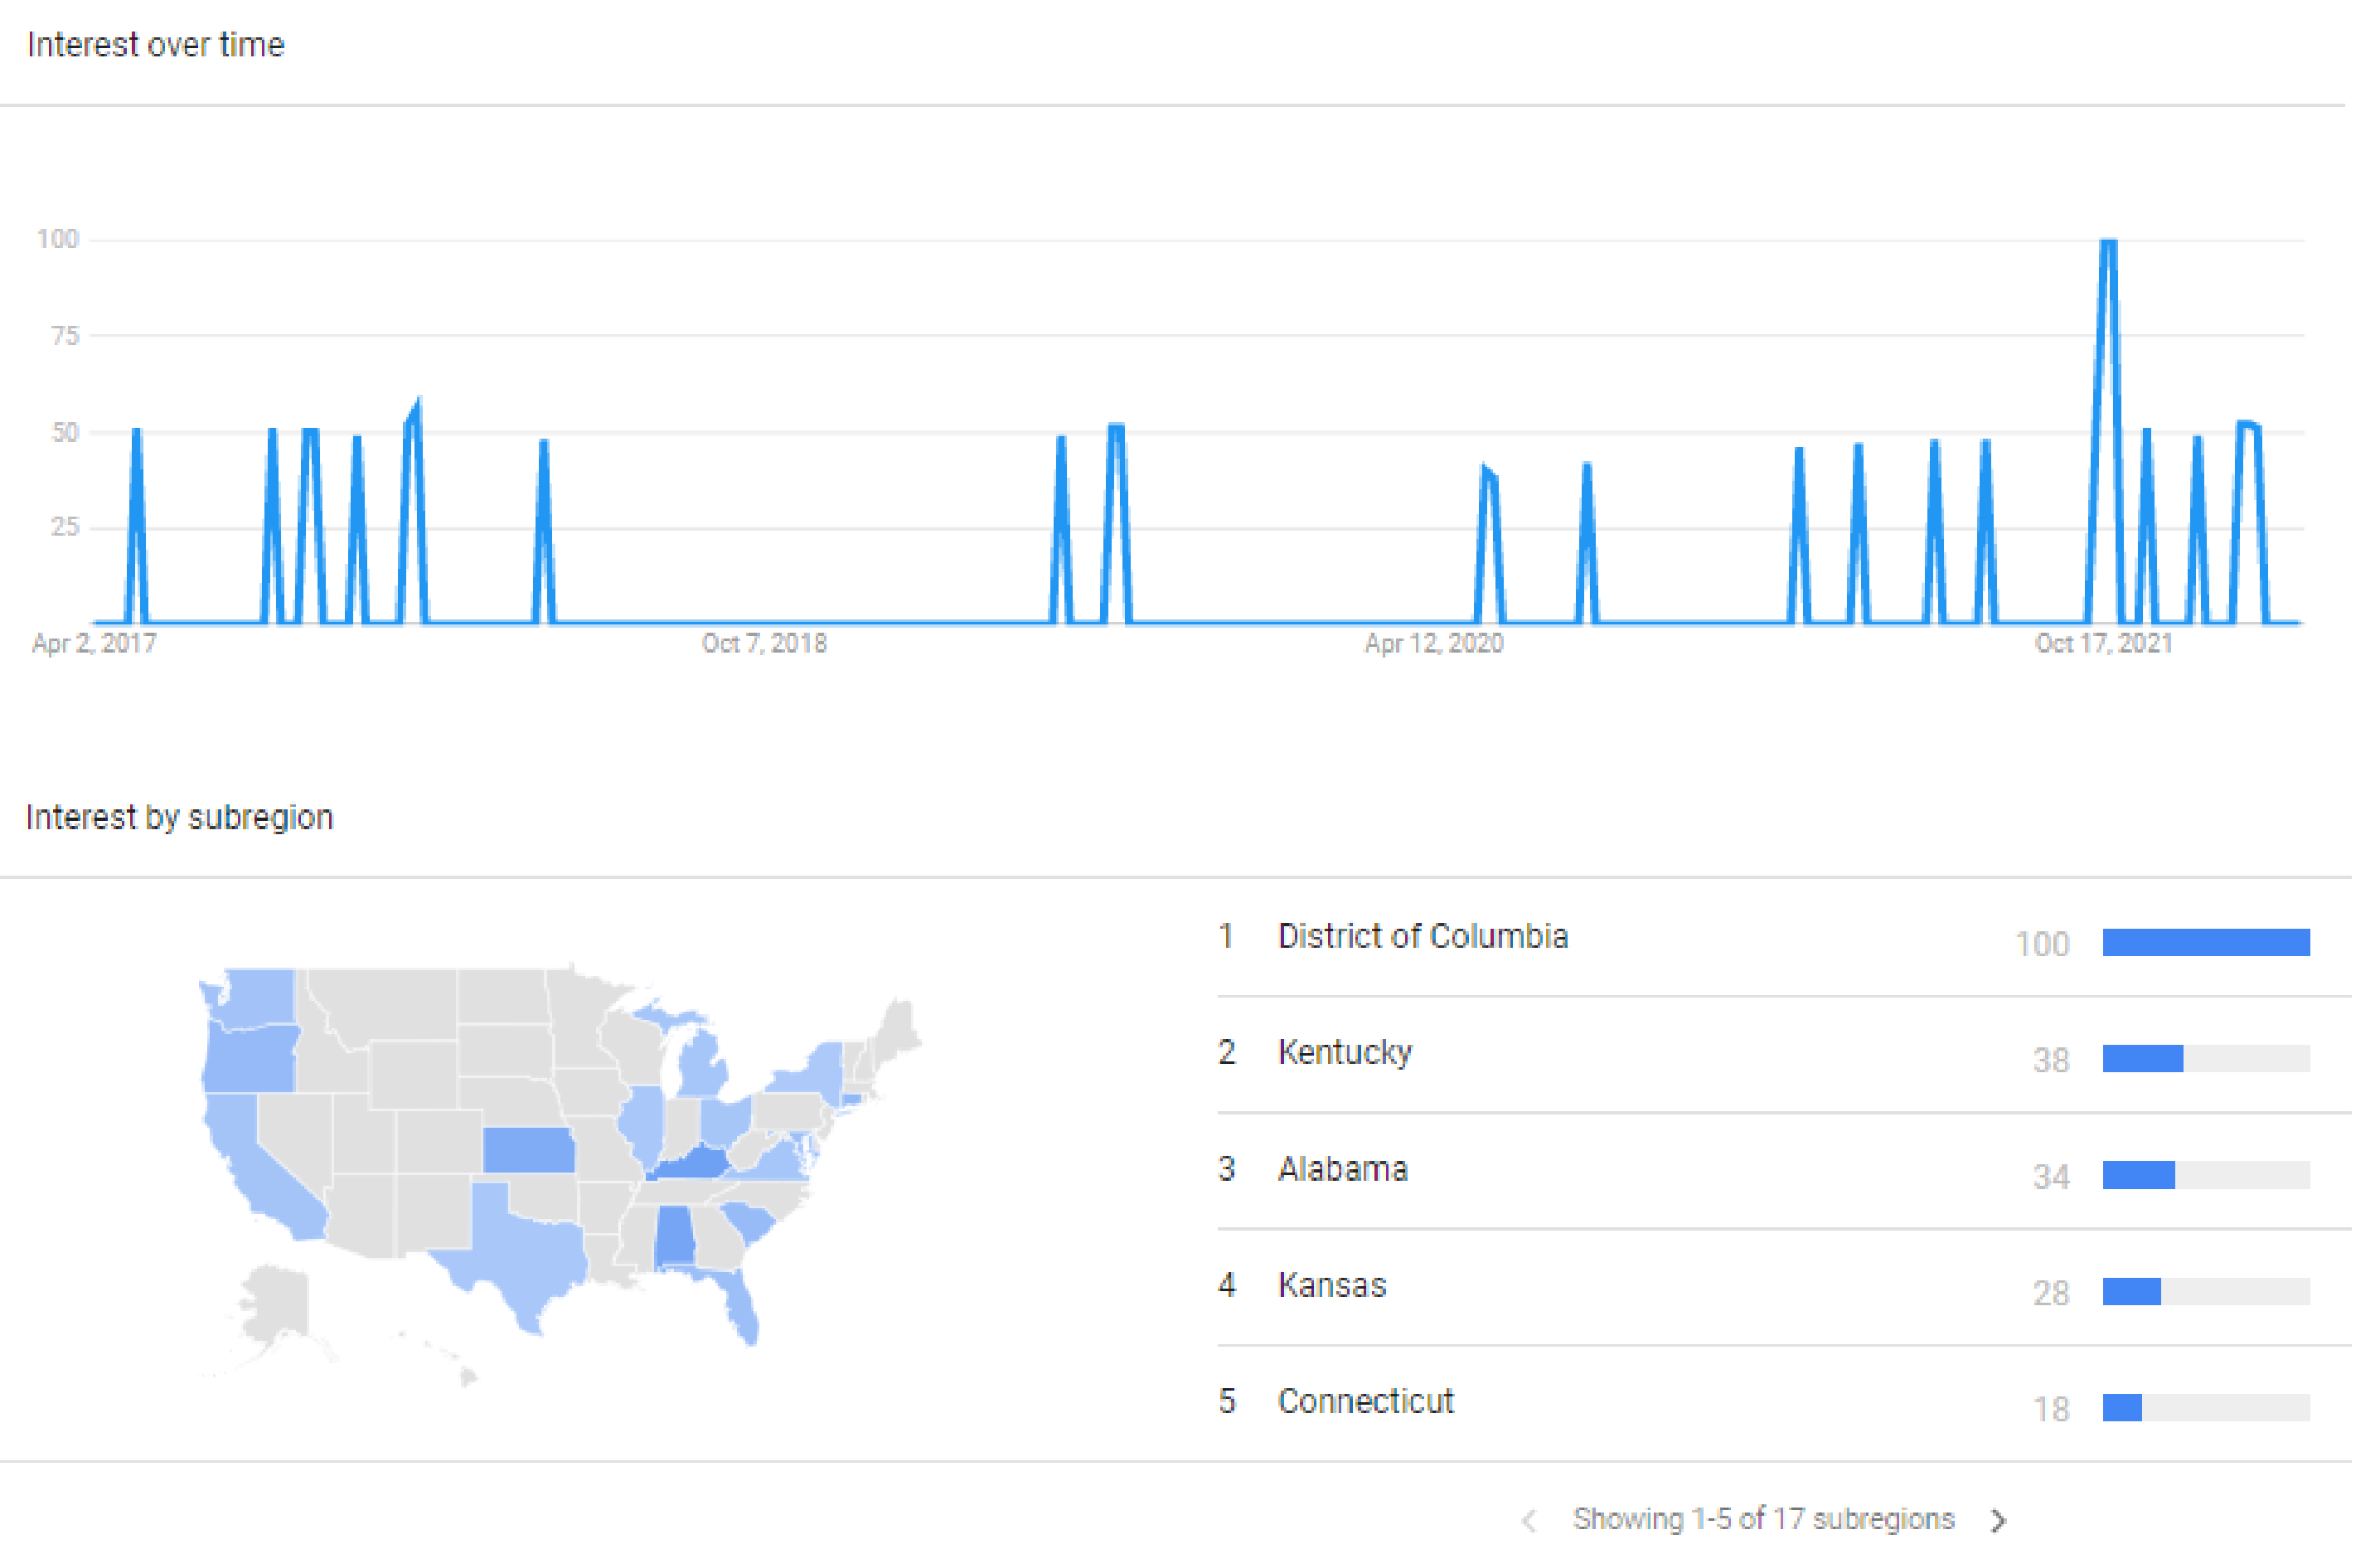 Interest over time
100
75
50
25
Apr 2, 2017
Oct 7, 2018
Apr 12, 2020
Oct 17, 2021
Interest by subregion
1 District of Columbia 100
2 Kentucky 38
3 Alabama 34
4 Kansas 28
5 Connecticut 18
Showing 1-5 of 17 subregions